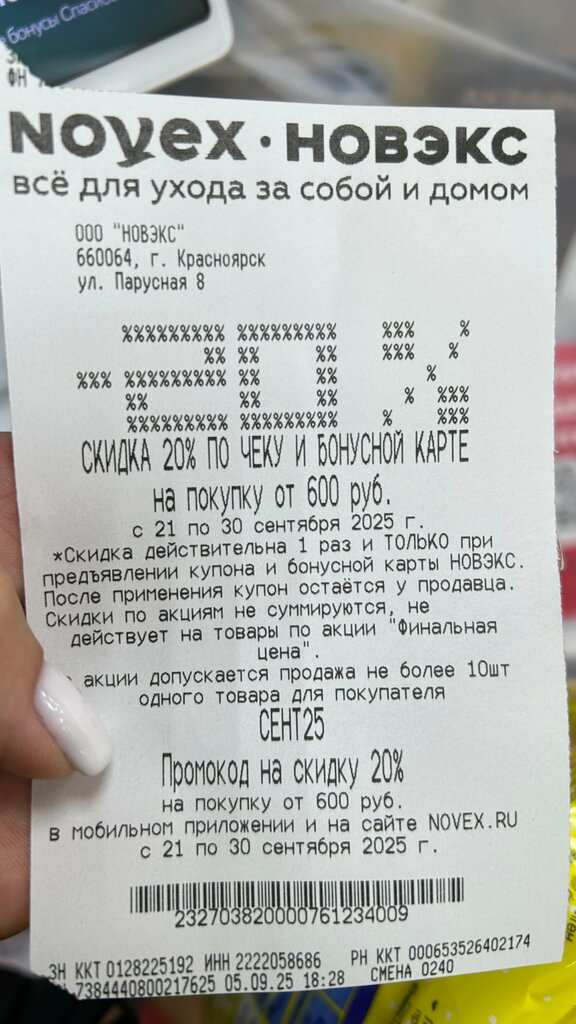 бонусы Спасибо
ФН
NOVEX · НОВЭКС
всё для ухода за собой и домом
ООО "НОВЭКС"
660064, г. Красноярск
ул. Парусная 8
-20 %
СКИДКА 20% ПО ЧЕКУ И БОНУСНОЙ КАРТЕ
на покупку от 600 руб.
с 21 по 30 сентября 2025 г.
*Скидка действительна 1 раз и ТОЛЬКО при
предъявлении купона и бонусной карты НОВЭКС.
После применения купон остаётся у продавца.
Скидки по акциям не суммируются, не
действует на товары по акции "Финальная
цена".
акции допускается продажа не более 10шт
одного товара для покупателя
СЕНТ25
Промокод на скидку 20%
на покупку от 600 руб.
в мобильном приложении и на сайте NOVEX.RU
с 21 по 30 сентября 2025 г.
232703820000761234009
ЗН ККТ 0128225192 ИНН 2222058686 РН ККТ 000653526402174
7384440800217625 05.09.25 18:28 СМЕНА 0240